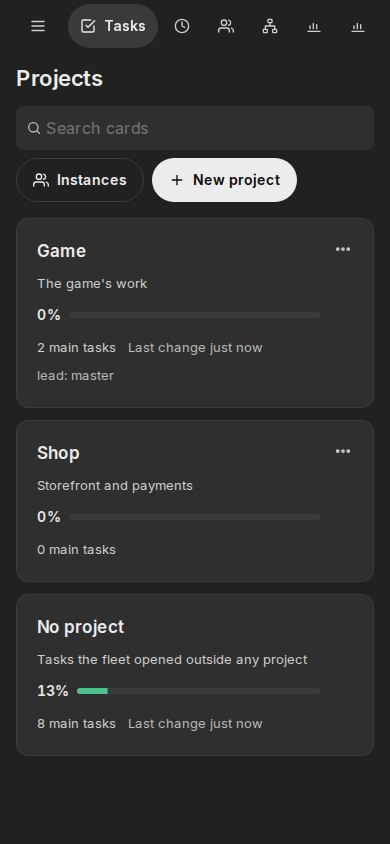 Tasks
Projects
Search cards
Instances
New project
Game
The game's work
0%
2 main tasks Last change just now
lead: master
Shop
Storefront and payments
0%
0 main tasks
No project
Tasks the fleet opened outside any project
13%
8 main tasks Last change just now